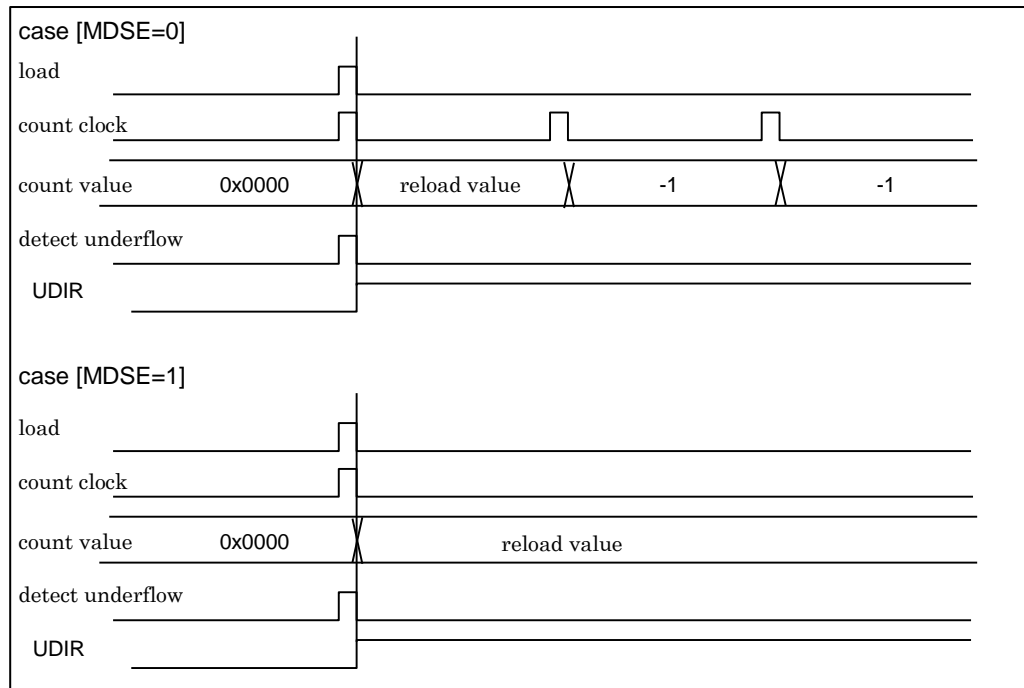 case [MDSE=0]
load
count clock
count value 0x0000 reload value -1 -1
detect underflow
UDIR
case [MDSE=1]
load
count clock
count value 0x0000 reload value
detect underflow
UDIR